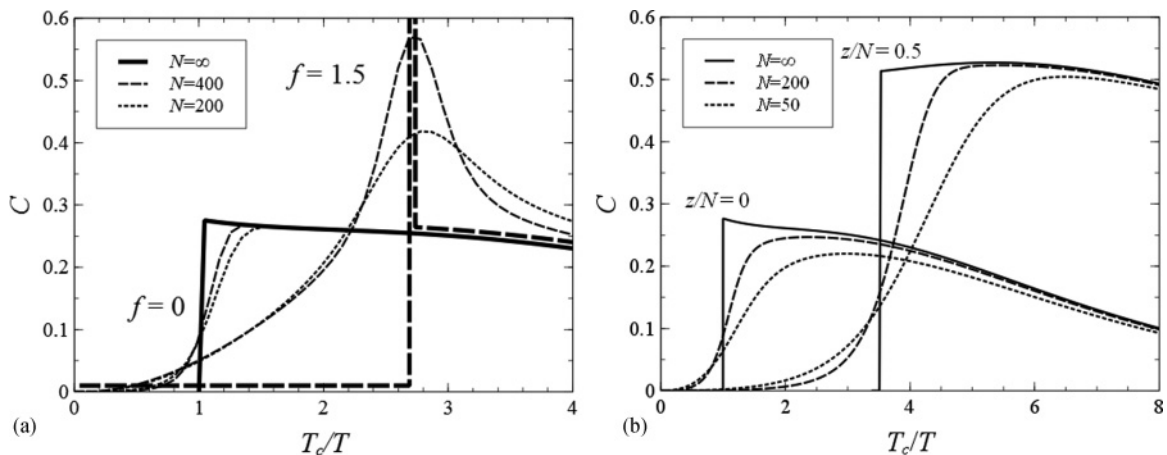 0.6
0.5
0.4
0.3
0.2
0.1
0
C
N=∞
N=400
N=200
f = 1.5
f = 0
0 1 2 3 4
(a)
T_c/T
0.6
0.5
0.4
0.3
0.2
0.1
0
C
N=∞
N=200
N=50
z/N = 0.5
z/N = 0
0 2 4 6 8
(b)
T_c/T